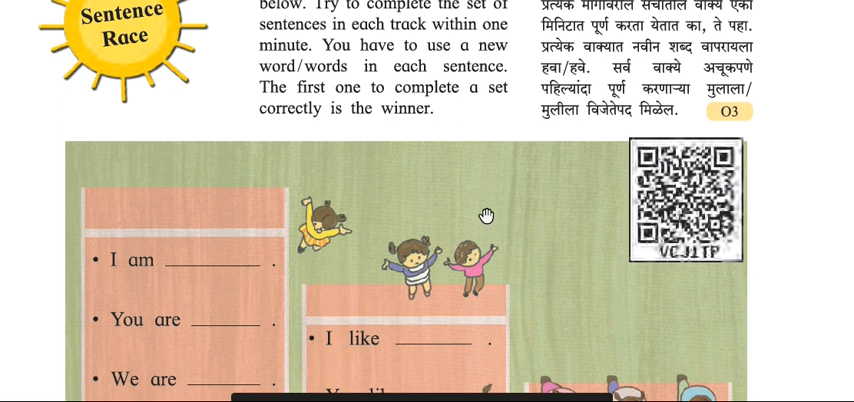 Sentence
Race
below. Try to complete the set of
sentences in each track within one
minute. You have to use a new
word/words in each sentence.
The first one to complete a set
correctly is the winner.
प्रत्येक मार्गावरील संचातील वाक्ये एका
मिनिटात पूर्ण करता येतात का, ते पहा.
प्रत्येक वाक्यात नवीन शब्द वापरायला
हवा/हवे. सर्व वाक्ये अचूकपणे
पहिल्यांदा पूर्ण करणाऱ्या मुलाला/
मुलीला विजेतेपद मिळेल. O3
• I am ________ .
• You are ________ .
• We are ________ .
• I like ________ .